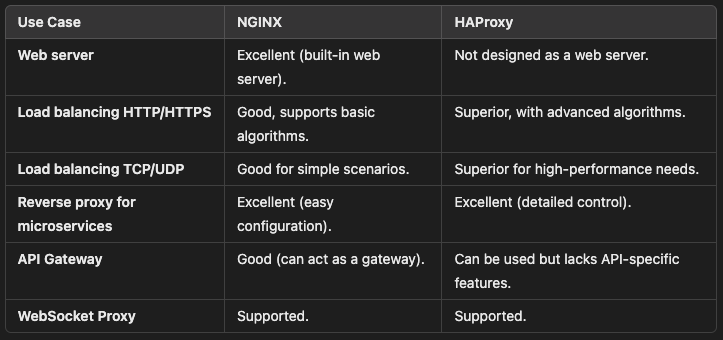 Use Case NGINX HAProxy
Web server Excellent (built-in web Not designed as a web server.
server).
Load balancing HTTP/HTTPS Good, supports basic Superior, with advanced algorithms.
algorithms.
Load balancing TCP/UDP Good for simple scenarios. Superior for high-performance needs.
Reverse proxy for Excellent (easy Excellent (detailed control).
microservices configuration).
API Gateway Good (can act as a gateway). Can be used but lacks API-specific
features.
WebSocket Proxy Supported. Supported.